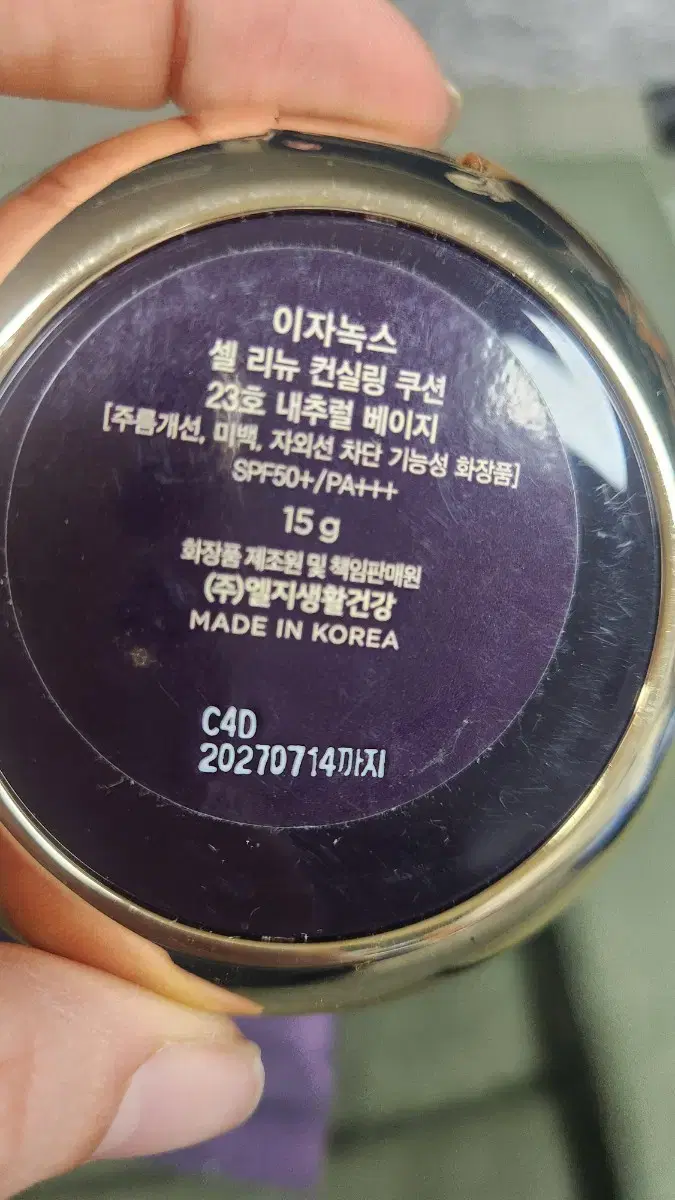 이자녹스
셀 리뉴 컨실링 쿠션
23호 내추럴 베이지
[주름개선, 미백, 자외선 차단 기능성 화장품]
SPF50+/PA+++
15 g
화장품 제조원 및 책임판매원
(주)엘지생활건강
MADE IN KOREA
C4D
20270714까지